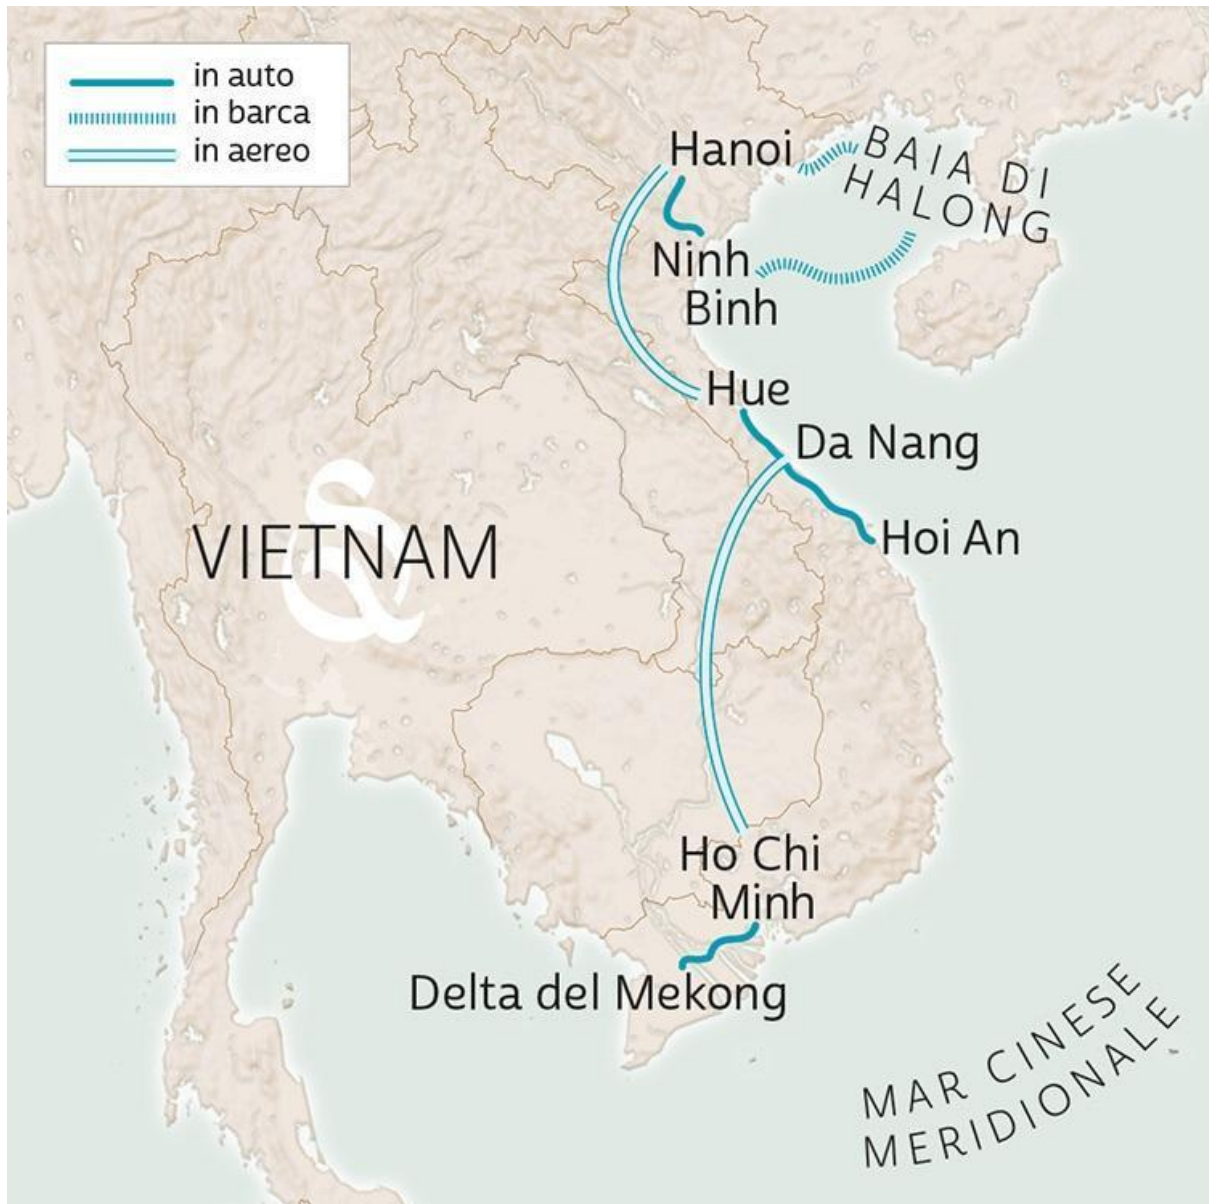 in auto
in barca
in aereo
Hanoi
BAIA DI
HALONG
Ninh
Binh
Hue
Da Nang
VIETNAM
Hoi An
Ho Chi
Minh
Delta del Mekong
MAR CINESE
MERIDIONALE